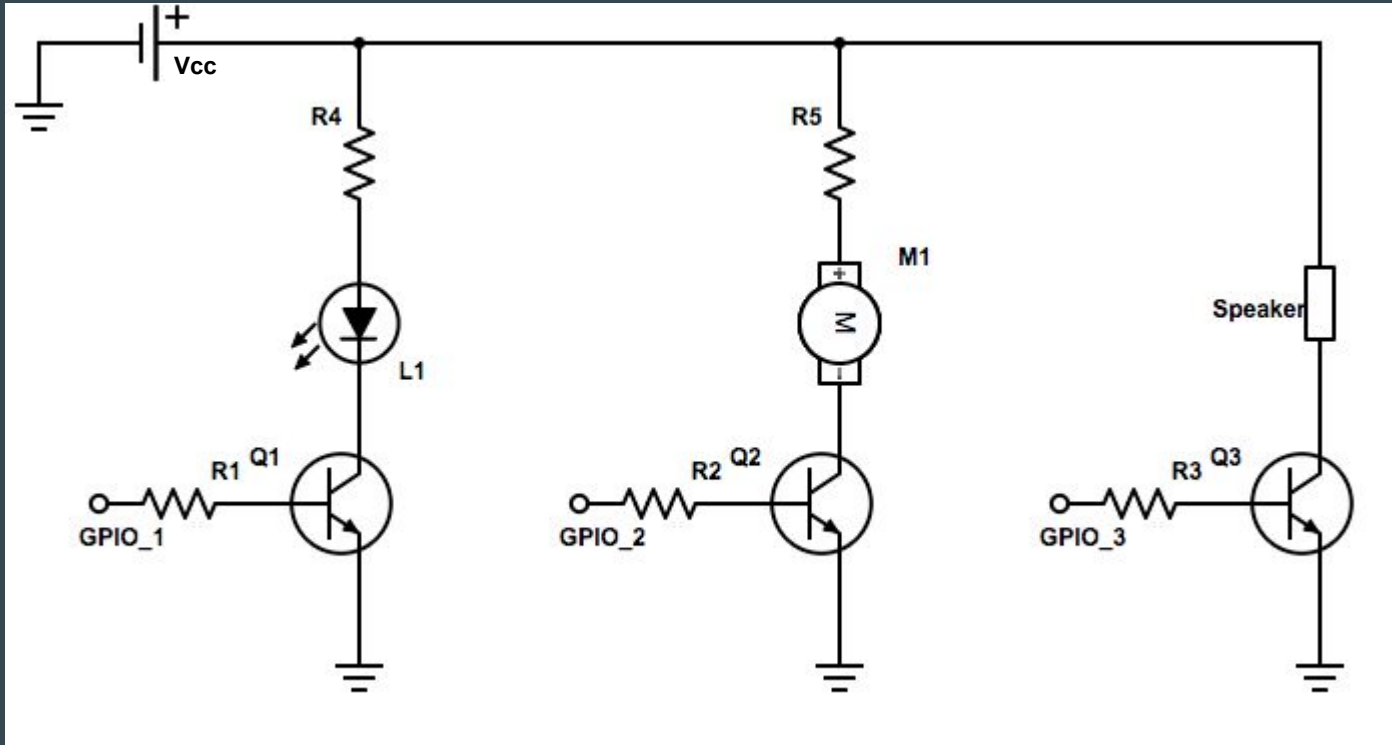 +
Vcc
R4
R5
M1
+
M
-
Speaker
L1
R1 Q1
R2 Q2
R3 Q3
GPIO_1
GPIO_2
GPIO_3